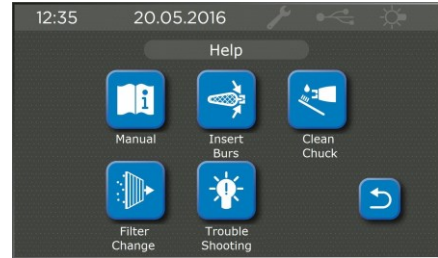 12:35 20.05.2016
Help
Manual
Insert
Burs
Clean
Chuck
Filter
Change
Trouble
Shooting